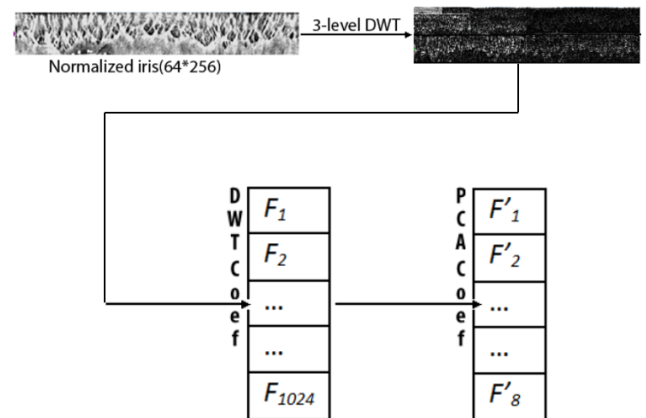 3-level DWT
Normalized iris(64*256)
DWT Coef
F1
F2
...
...
F1024
PCA Coef
F'1
F'2
...
...
F'8